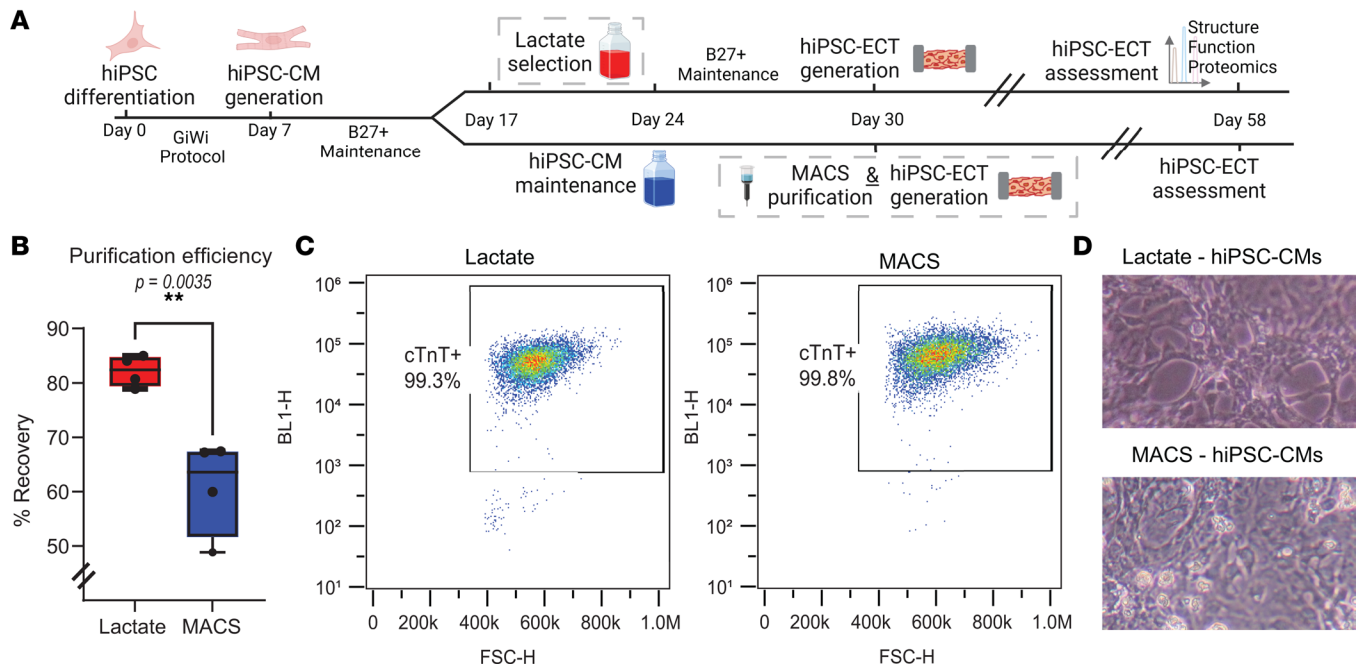 A
hiPSC
differentiation
hiPSC-CM
generation
Day 0
GiWi
Protocol
Day 7
B27+
Maintenance
Lactate
selection
B27+
Maintenance
hiPSC-ECT
generation
hiPSC-ECT
assessment
Structure
Function
Proteomics
Day 17
Day 24
Day 30
Day 58
hiPSC-CM
maintenance
MACS
purification
&
hiPSC-ECT
generation
hiPSC-ECT
assessment
B
Purification efficiency
p = 0.0035
**
% Recovery
90
80
70
60
50
Lactate
MACS
C
Lactate
BL1-H
10⁶
10⁵
10⁴
10³
10²
10¹
cTnT+
99.3%
0
200k
400k
600k
800k
1.0M
FSC-H
MACS
BL1-H
10⁶
10⁵
10⁴
10³
10²
10¹
cTnT+
99.8%
0
200k
400k
600k
800k
1.0M
FSC-H
D
Lactate - hiPSC-CMs
MACS - hiPSC-CMs